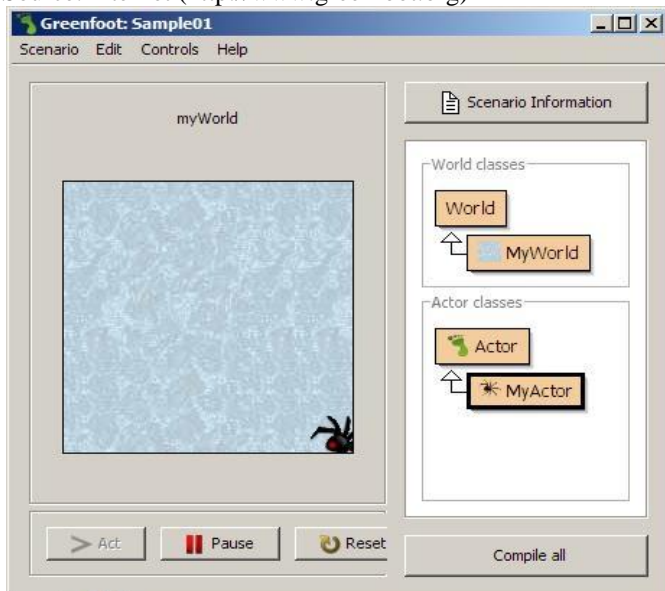 Greenfoot: Sample01
Scenario Edit Controls Help
myWorld
Scenario Information
World classes
World
MyWorld
Actor classes
Actor
MyActor
Act
Pause
Reset
Compile all